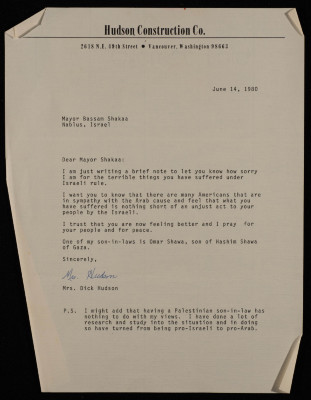 Hudson Construction Co.
2618 N.E. 18th Street ● Vancouver, Washington 98663
June 14, 1980
Mayor Bassam Shakaa
Nablus, Israel
Dear Mayor Shakaa:
I am just writing a brief note to let you know how sorry
I am for the terrible things you have suffered under
Israeli rule.
I want you to know that there are many Americans that are
in sympathy with the Arab cause and feel that what you
have suffered is nothing short of an unjust act to your
people by the Israeli.
I trust that you are now feeling better and I pray for
your people and for peace.
One of my son-in-laws is Omar Shawa, son of Hashim Shawa
of Gaza.
Sincerely,
Mrs. Hudson
Mrs. Dick Hudson
P.S. I might add that having a Palestinian son-in-law has
nothing to do with my views. I have done a lot of
research and study into the situation and in doing
so have turned from being pro-Israeli to pro-Arab.